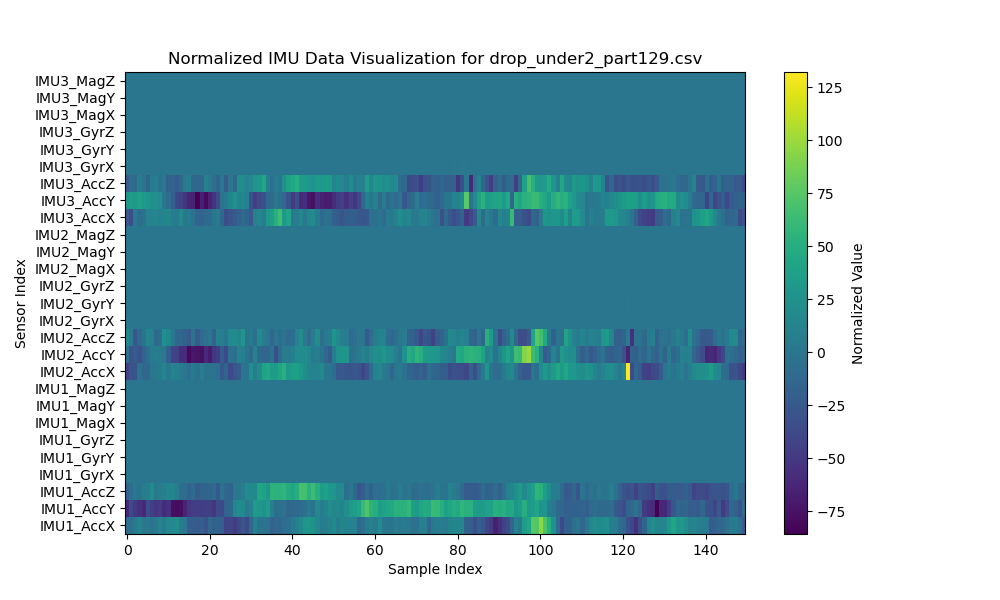 Normalized IMU Data Visualization for drop_under2_part129.csv
IMU3_MagZ
IMU3_MagY
IMU3_MagX
IMU3_GyrZ
IMU3_GyrY
IMU3_GyrX
IMU3_AccZ
IMU3_AccY
IMU3_AccX
IMU2_MagZ
IMU2_MagY
IMU2_MagX
IMU2_GyrZ
IMU2_GyrY
IMU2_GyrX
IMU2_AccZ
IMU2_AccY
IMU2_AccX
IMU1_MagZ
IMU1_MagY
IMU1_MagX
IMU1_GyrZ
IMU1_GyrY
IMU1_GyrX
IMU1_AccZ
IMU1_AccY
IMU1_AccX
Sensor Index
0 20 40 60 80 100 120 140
Sample Index
125
100
75
50
25
0
−25
−50
−75
Normalized Value